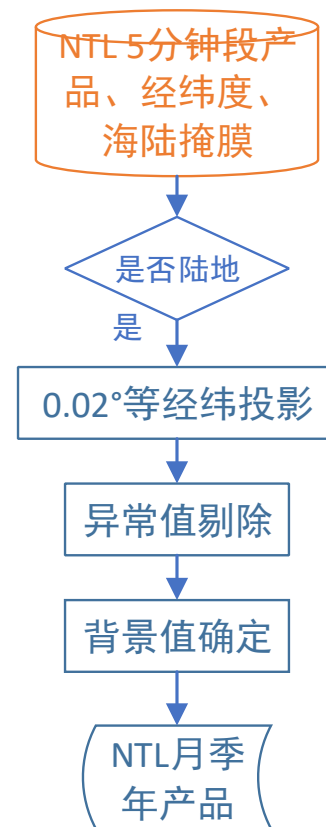 NTL 5分钟段产
品、经纬度、
海陆掩膜
是否陆地
是
0.02°等经纬投影
异常值剔除
背景值确定
NTL月季
年产品